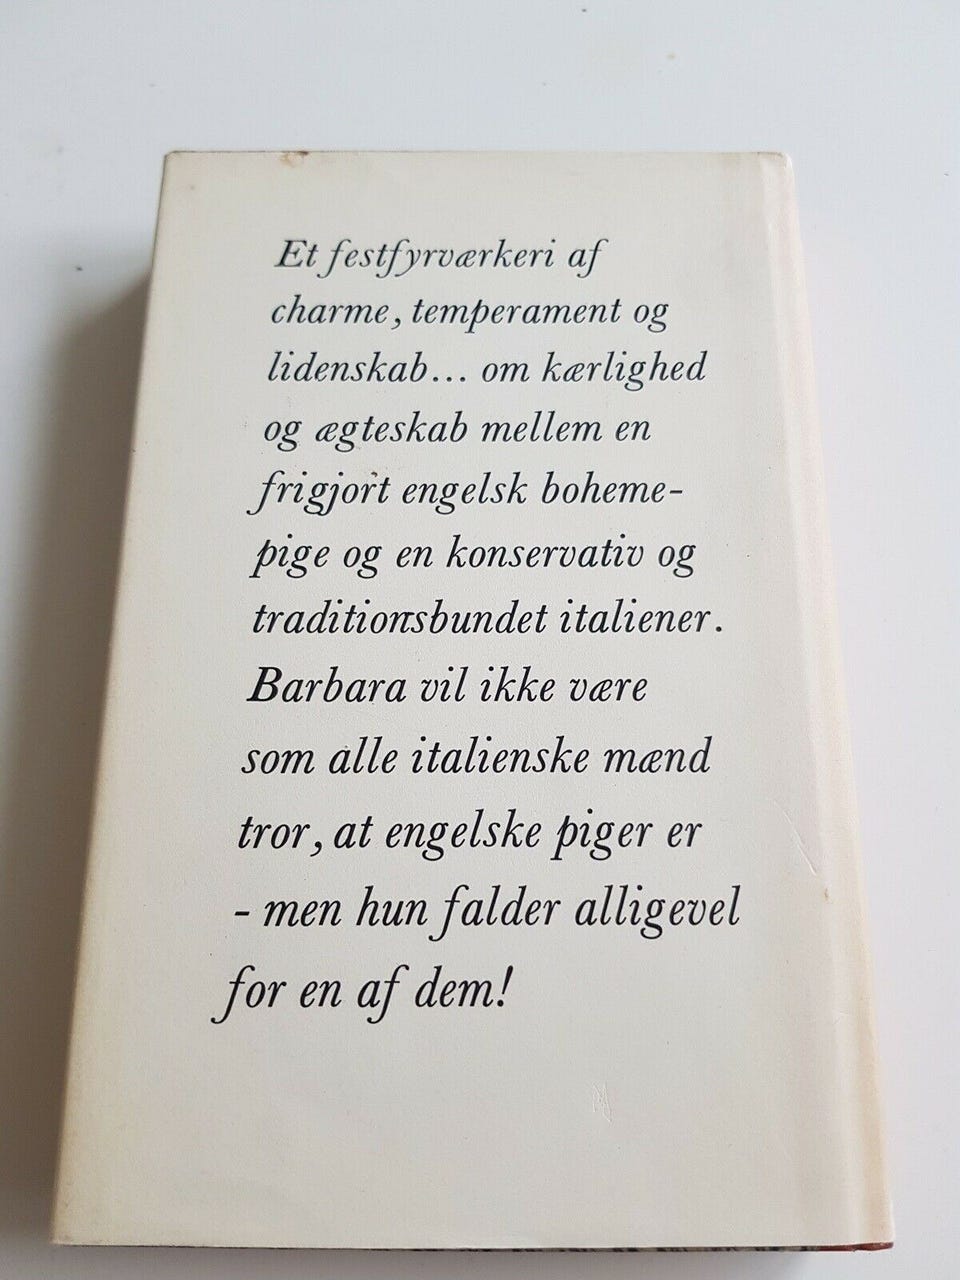 Et festfyrværkeri af
charme, temperament og
lidenskab... om kærlighed
og ægteskab mellem en
frigjort engelsk boheme-
pige og en konservativ og
traditionsbundet italiener.
Barbara vil ikke være
som alle italienske mænd
tror, at engelske piger er
- men hun falder alligevel
for en af dem!